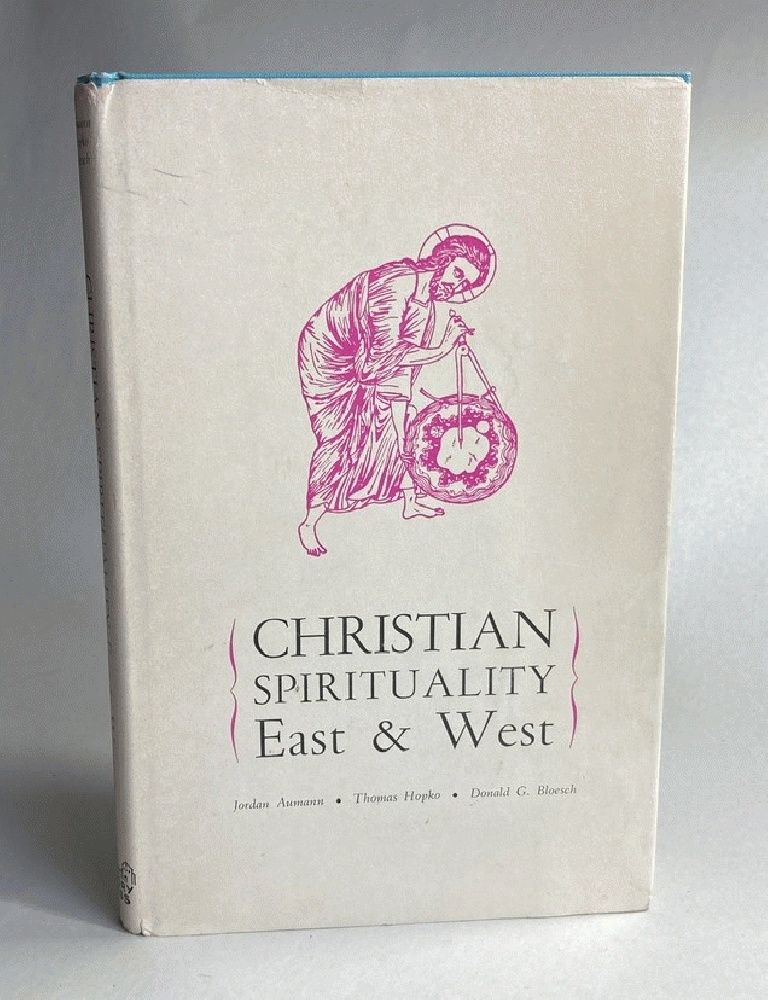 CHRISTIAN
SPIRITUALITY
East & West
Jordan Aumann • Thomas Hopko • Donald G. Bloesch